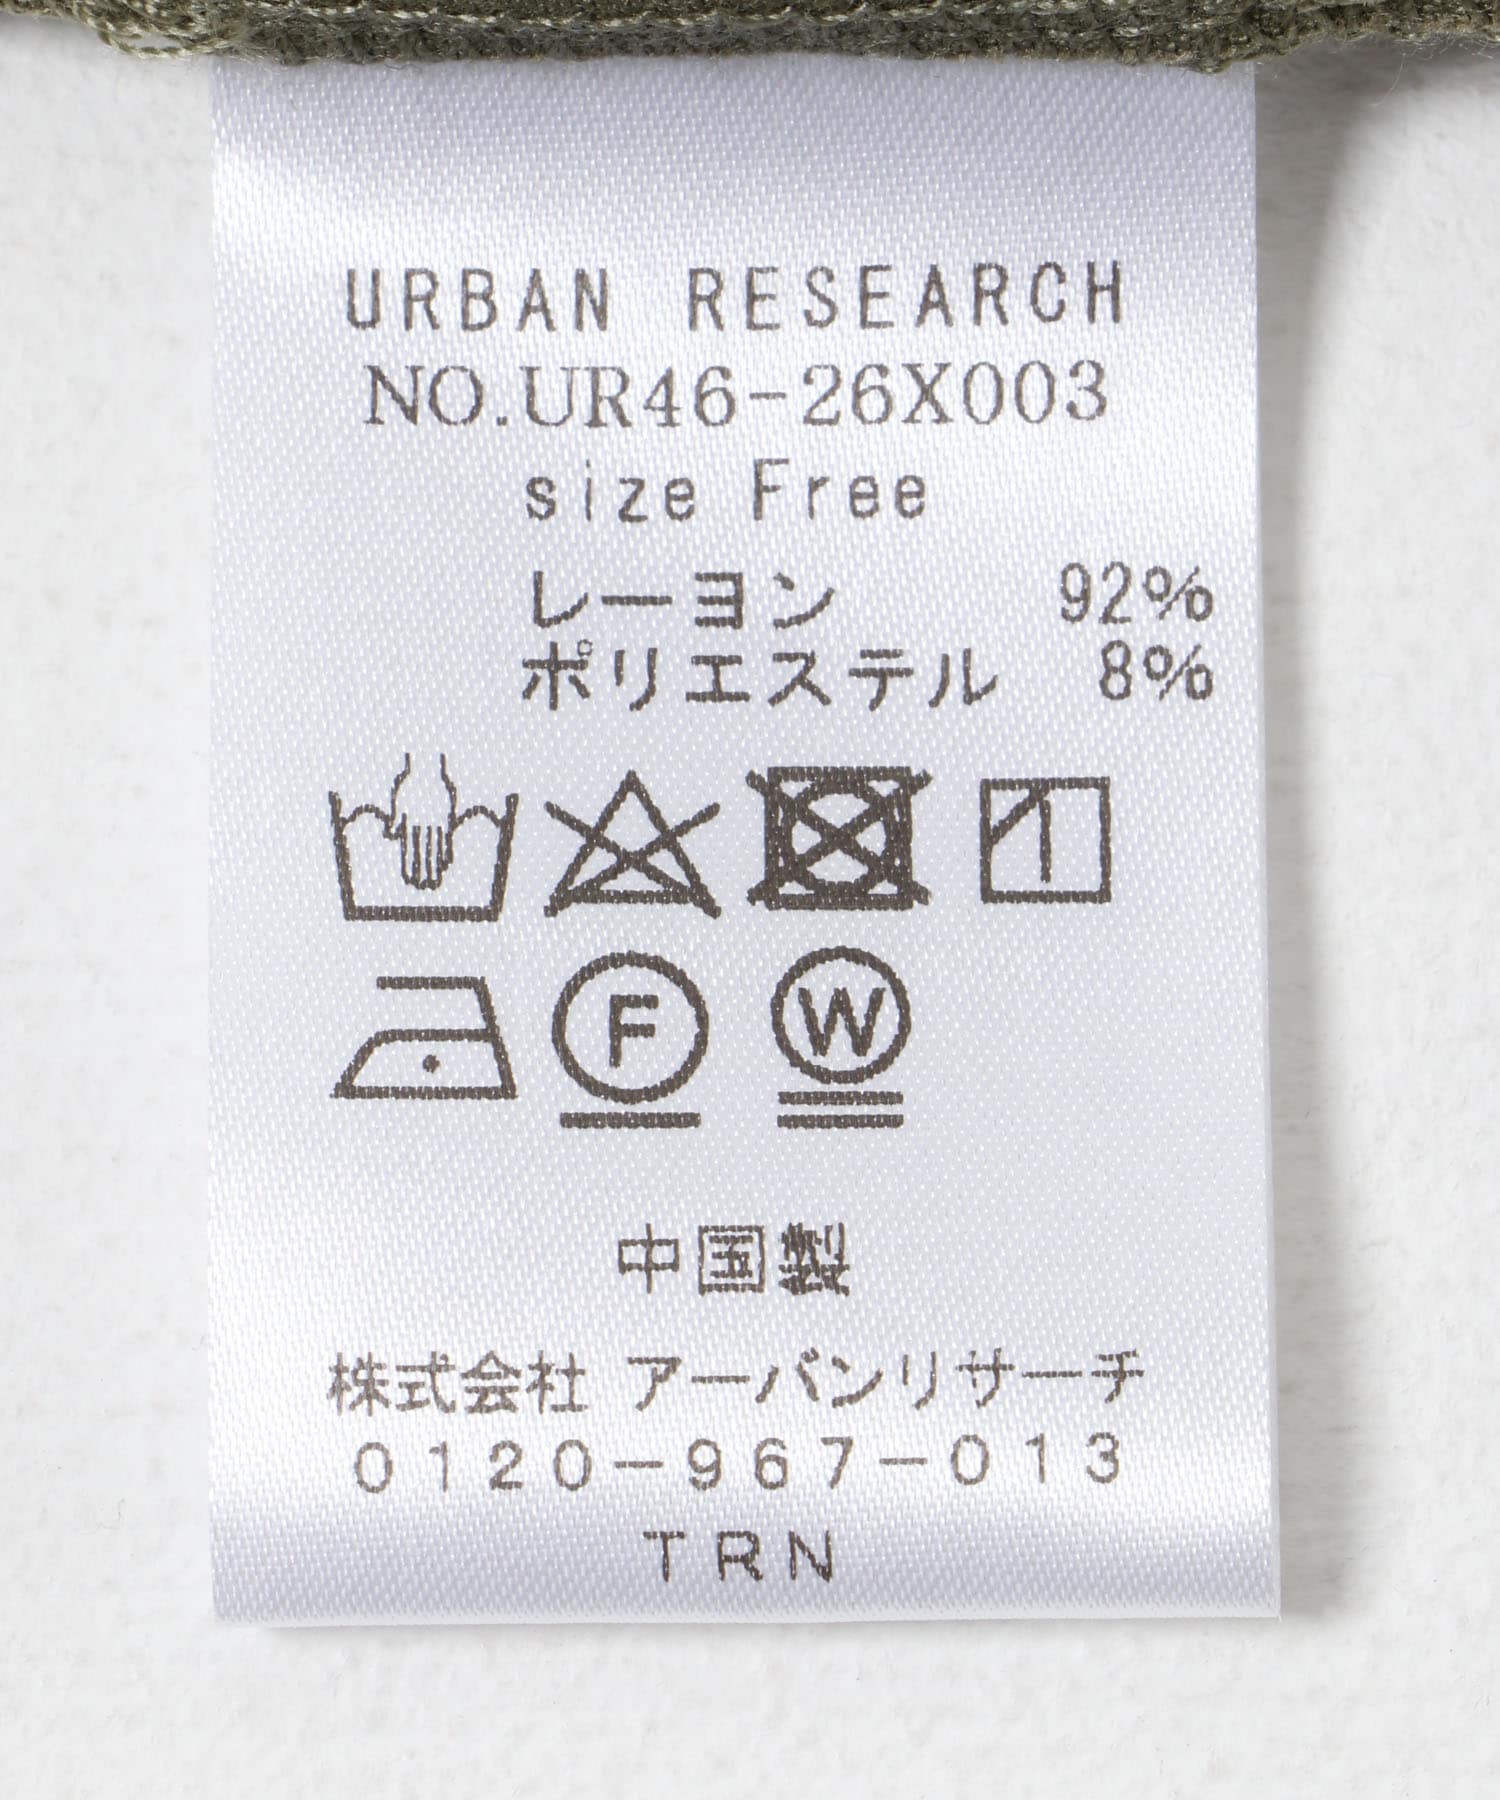 URBAN RESEARCH
NO.UR46-26X003
size Free
レーヨン 92%
ポリエステル 8%
F W
中国製
株式会社 アーバンリサーチ
0120-967-013
TRN